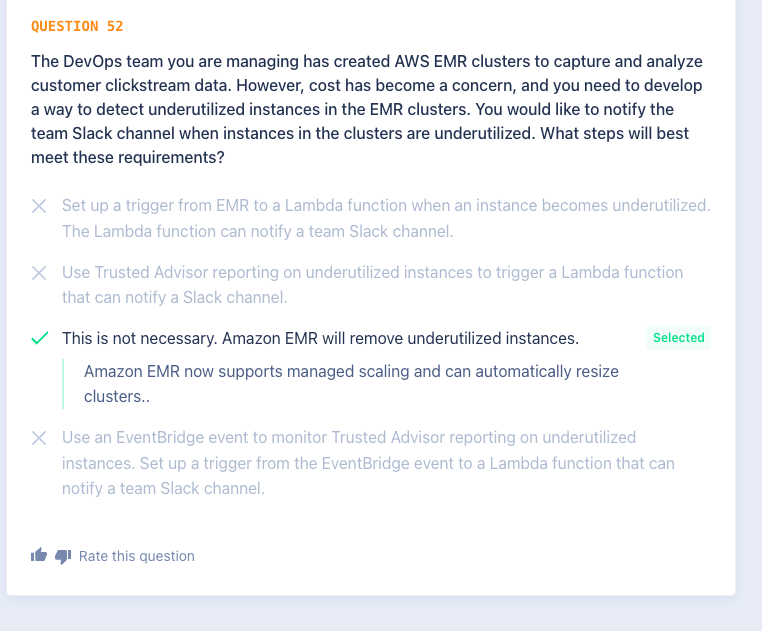 QUESTION 52
The DevOps team you are managing has created AWS EMR clusters to capture and analyze
customer clickstream data. However, cost has become a concern, and you need to develop
a way to detect underutilized instances in the EMR clusters. You would like to notify the
team Slack channel when instances in the clusters are underutilized. What steps will best
meet these requirements?
Set up a trigger from EMR to a Lambda function when an instance becomes underutilized.
The Lambda function can notify a team Slack channel.
Use Trusted Advisor reporting on underutilized instances to trigger a Lambda function
that can notify a Slack channel.
This is not necessary. Amazon EMR will remove underutilized instances.
Selected
Amazon EMR now supports managed scaling and can automatically resize
clusters..
Use an EventBridge event to monitor Trusted Advisor reporting on underutilized
instances. Set up a trigger from the EventBridge event to a Lambda function that can
notify a team Slack channel.
Rate this question